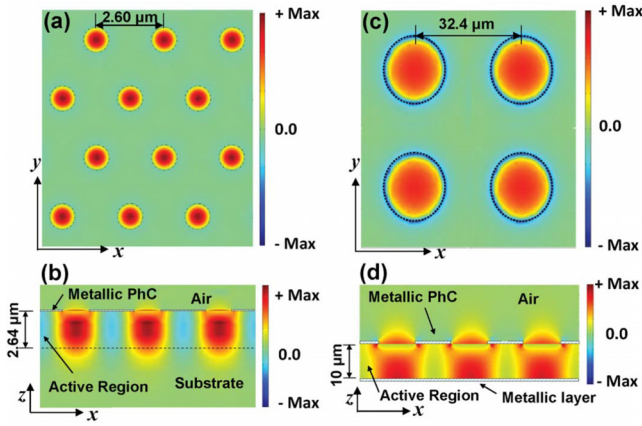 (a)
2.60 µm
+ Max
0.0
- Max
y
x
(c)
32.4 µm
+ Max
0.0
- Max
y
x
(b)
Metallic PhC
Air
2.64 µm
Active Region
Substrate
z
x
+ Max
0.0
- Max
(d)
Metallic PhC
Air
10 µm
Active Region
Metallic layer
z
x
+ Max
0.0
- Max